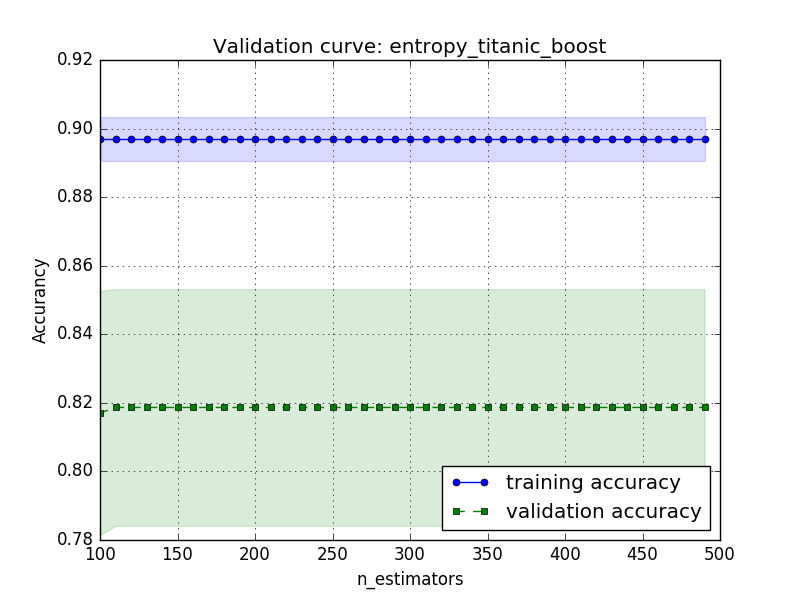 Validation curve: entropy_titanic_boost
0.92
0.90
0.88
0.86
0.84
0.82
0.80
0.78
Accurancy
training accuracy
validation accuracy
100 150 200 250 300 350 400 450 500
n_estimators